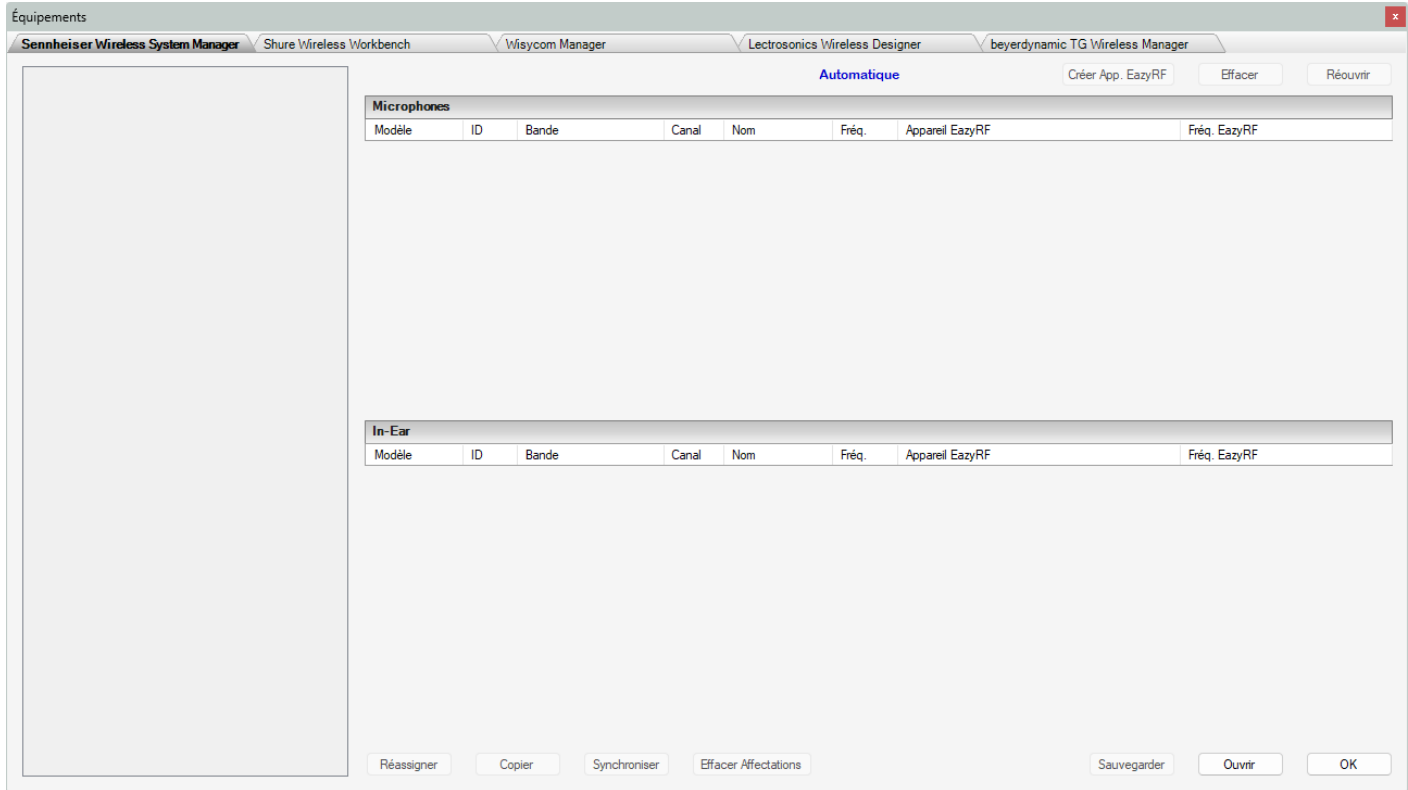 Équipements
x
Sennheiser Wireless System Manager Shure Wireless Workbench Wisycom Manager Lectrosonics Wireless Designer beyerdynamic TG Wireless Manager
Automatique Créer App. EazyRF Effacer Réouvrir
Microphones
Modèle ID Bande Canal Nom Fréq. Appareil EazyRF Fréq. EazyRF
In-Ear
Modèle ID Bande Canal Nom Fréq. Appareil EazyRF Fréq. EazyRF
Réassigner Copier Synchroniser Effacer Affectations Sauvegarder Ouvrir OK